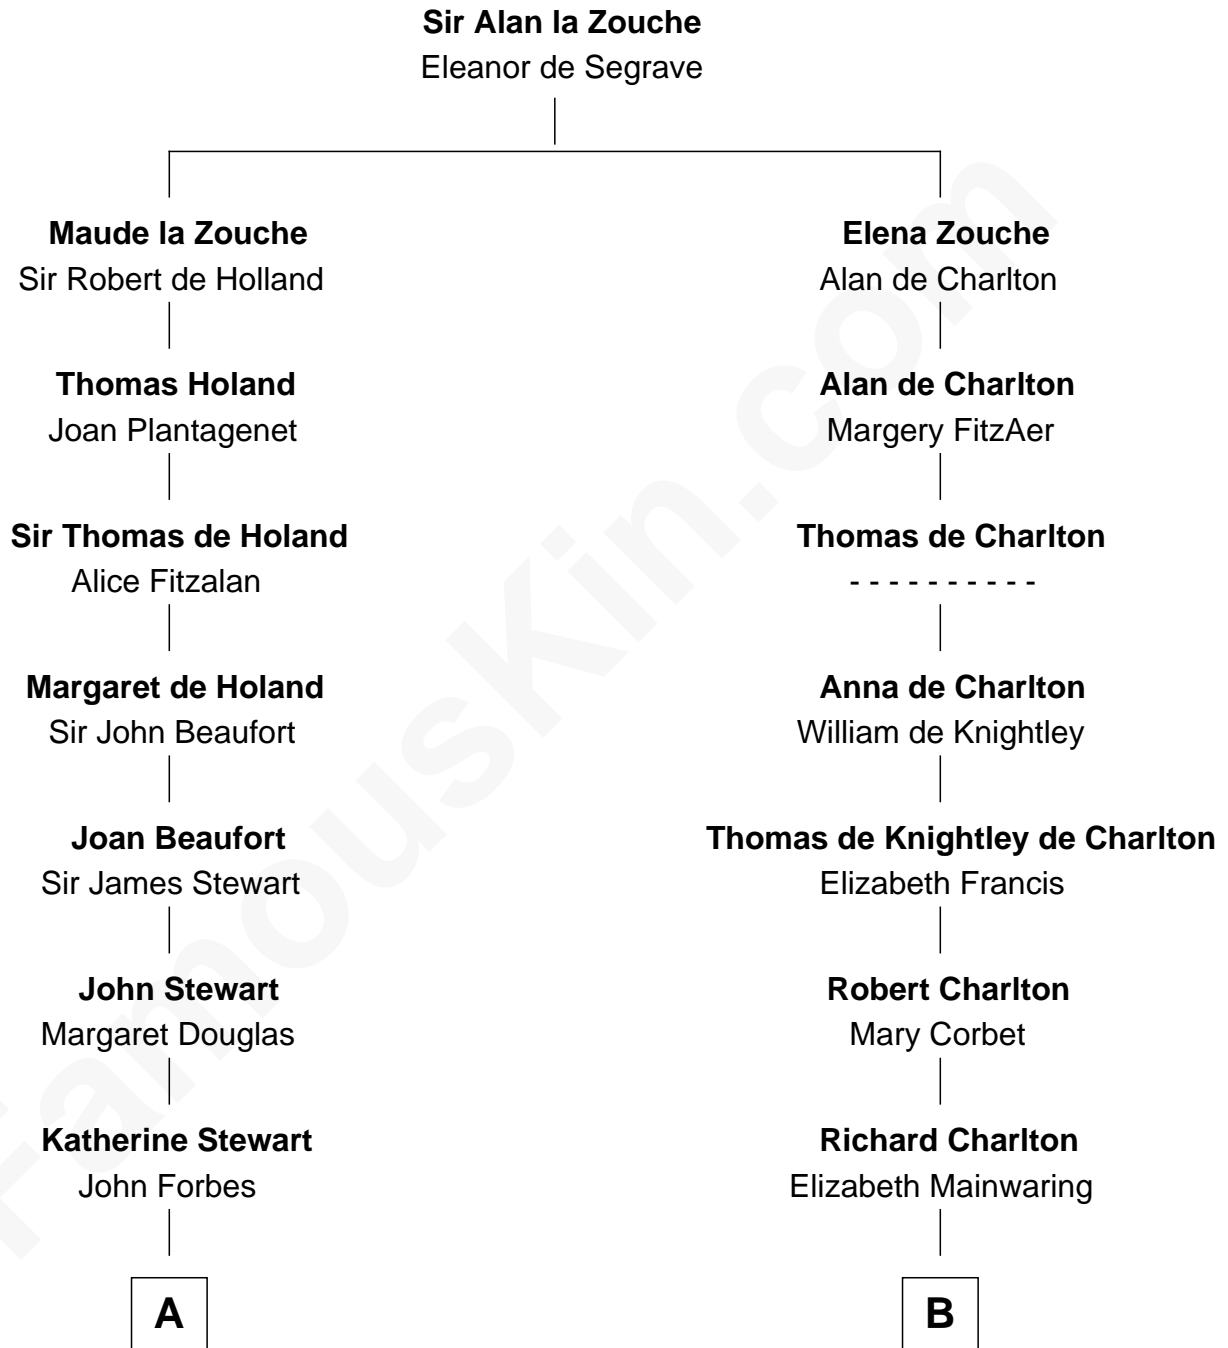 Sir Alan la Zouche
Eleanor de Segrave
Maude la Zouche
Sir Robert de Holland
Thomas Holand
Joan Plantagenet
Sir Thomas de Holand
Alice Fitzalan
Margaret de Holand
Sir John Beaufort
Joan Beaufort
Sir James Stewart
John Stewart
Margaret Douglas
Katherine Stewart
John Forbes
A
Elena Zouche
Alan de Charlton
Alan de Charlton
Margery FitzAer
Thomas de Charlton
- - - - - - - - - -
Anna de Charlton
William de Knightley
Thomas de Knightley de Charlton
Elizabeth Francis
Robert Charlton
Mary Corbet
Richard Charlton
Elizabeth Mainwaring
B
FamousKin.com